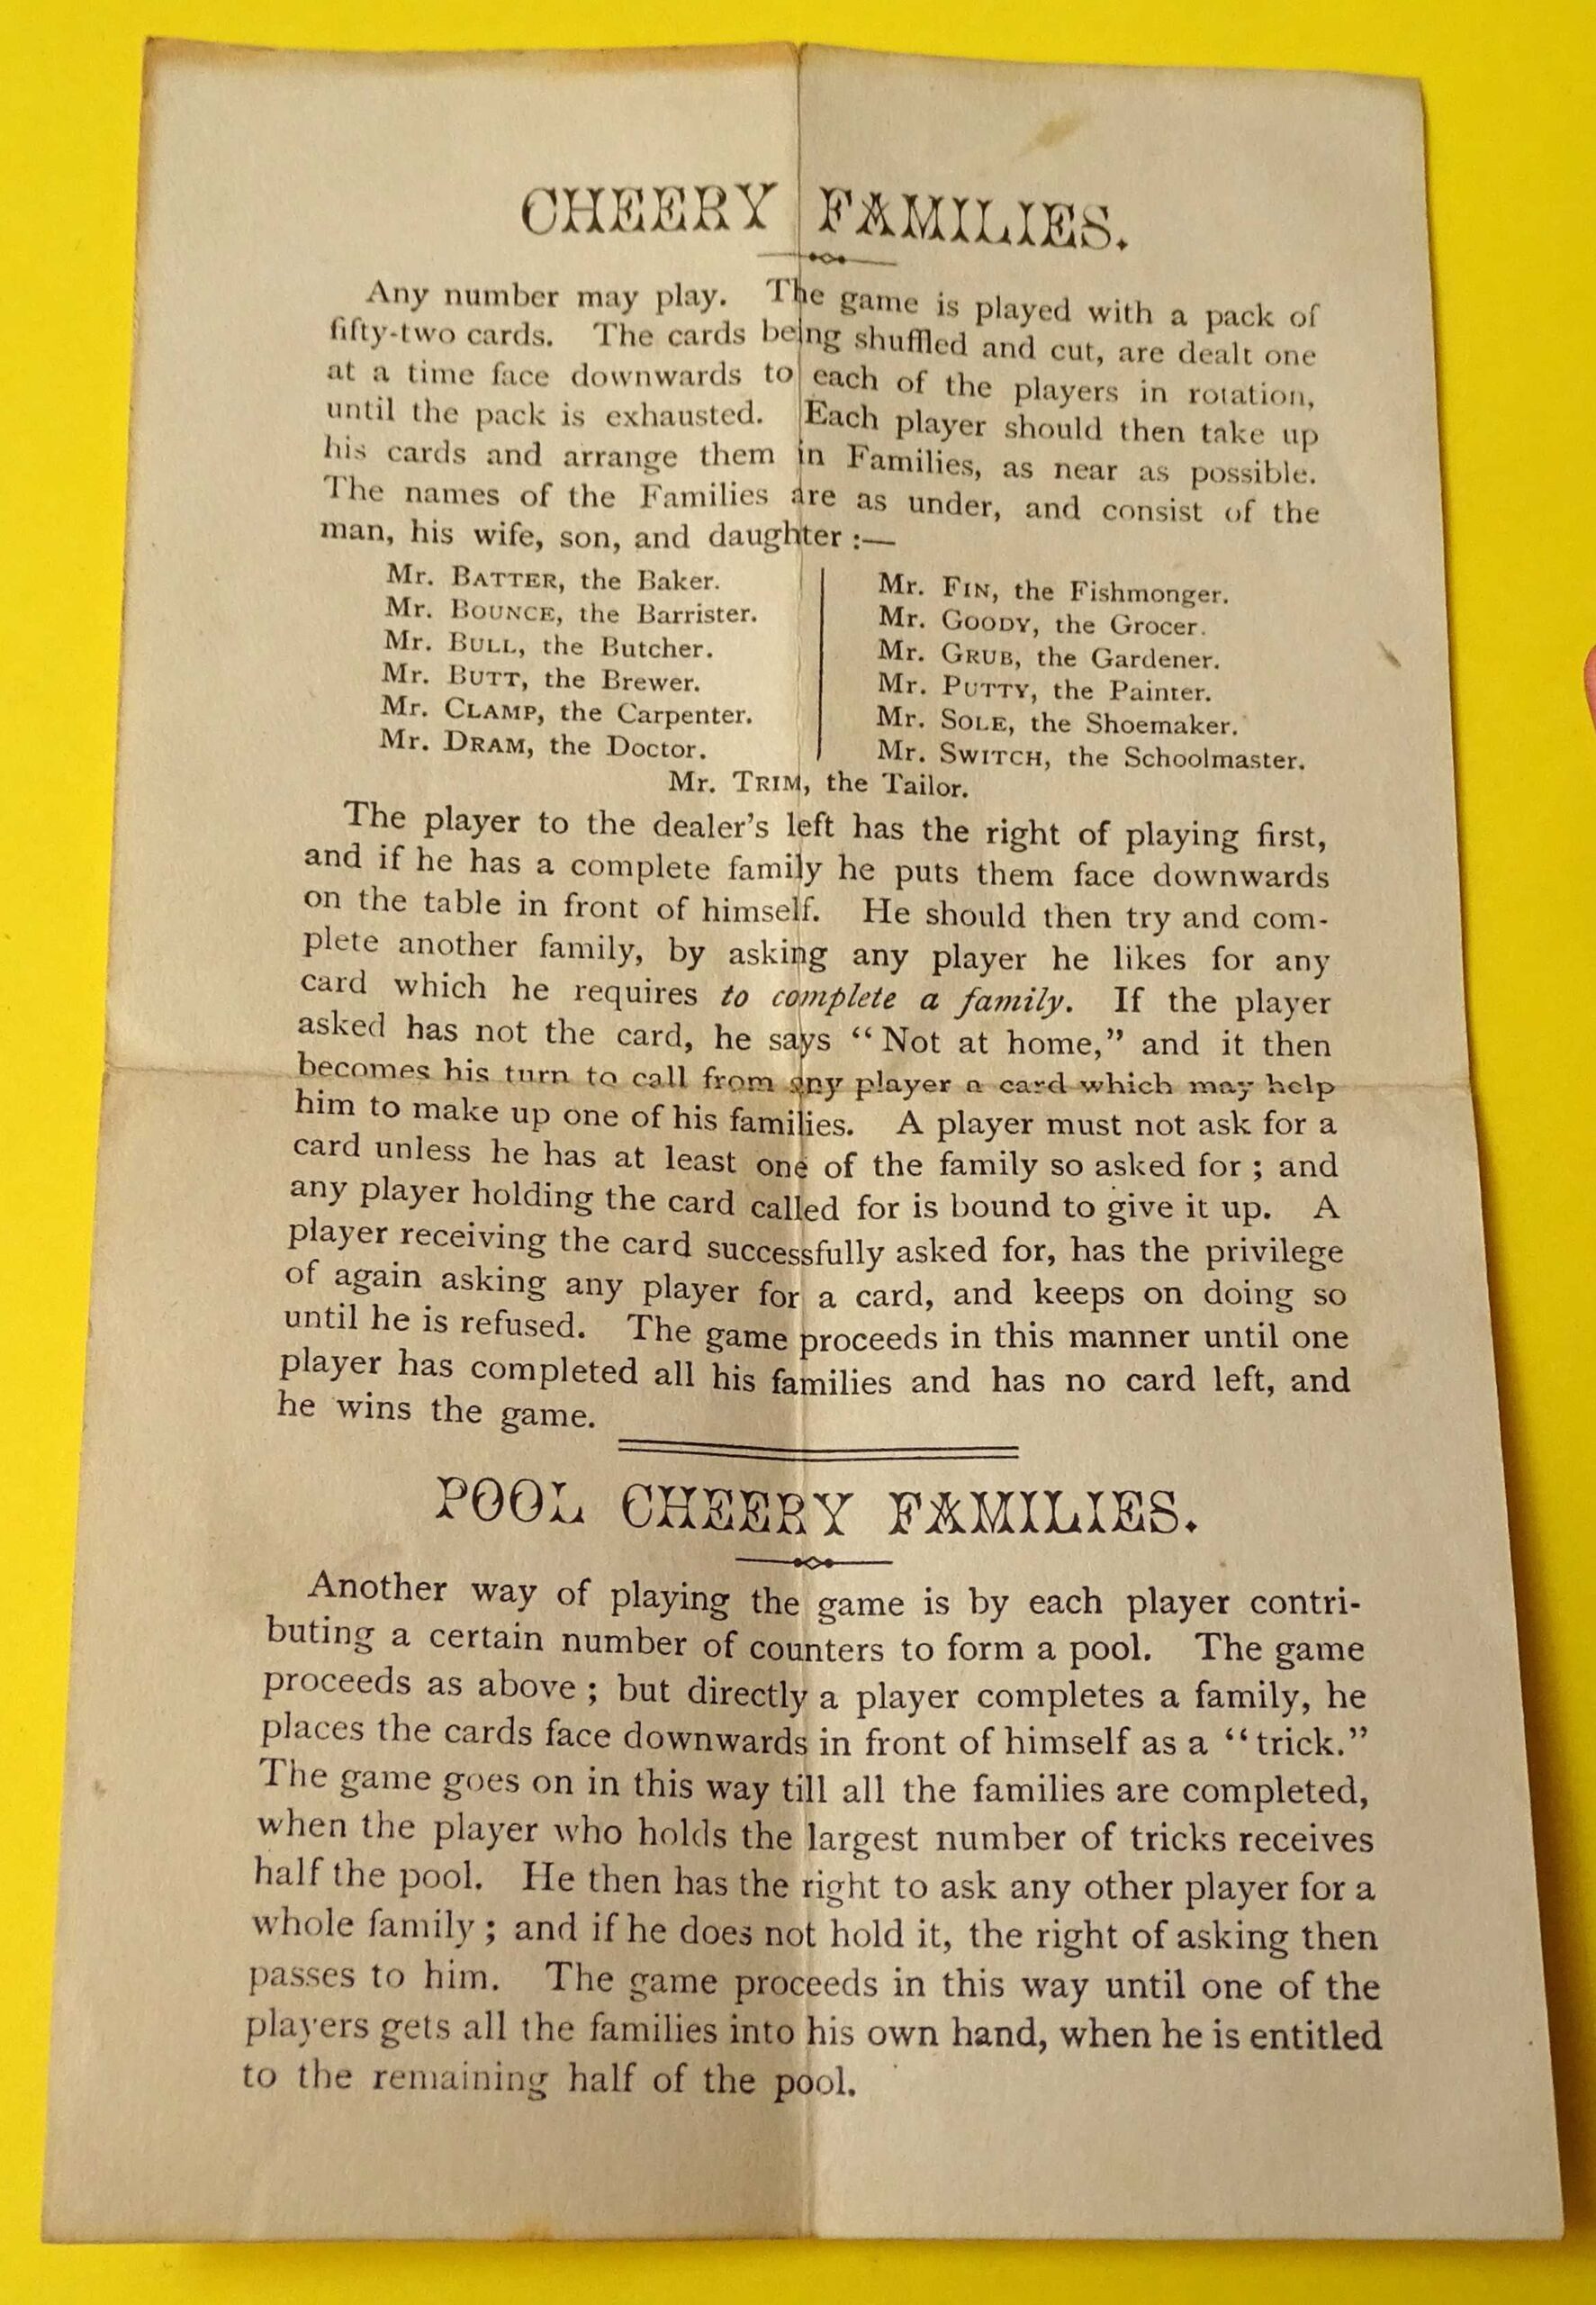 CHEERY FAMILIES.
Any number may play. The game is played with a pack of
fifty-two cards. The cards being shuffled and cut, are dealt one
at a time face downwards to each of the players in rotation,
until the pack is exhausted. Each player should then take up
his cards and arrange them in Families, as near as possible.
The names of the Families are as under, and consist of the
man, his wife, son, and daughter :—
Mr. BATTER, the Baker.
Mr. BOUNCE, the Barrister.
Mr. BULL, the Butcher.
Mr. BUTT, the Brewer.
Mr. CLAMP, the Carpenter.
Mr. DRAM, the Doctor.
Mr. FIN, the Fishmonger.
Mr. GOODY, the Grocer.
Mr. GRUB, the Gardener.
Mr. PUTTY, the Painter.
Mr. SOLE, the Shoemaker.
Mr. SWITCH, the Schoolmaster.
Mr. TRIM, the Tailor.
The player to the dealer's left has the right of playing first,
and if he has a complete family he puts them face downwards
on the table in front of himself. He should then try and com-
plete another family, by asking any player he likes for any
card which he requires to complete a family. If the player
asked has not the card, he says “Not at home,” and it then
becomes his turn to call from any player a card which may help
him to make up one of his families. A player must not ask for a
card unless he has at least one of the family so asked for ; and
any player holding the card called for is bound to give it up. A
player receiving the card successfully asked for, has the privilege
of again asking any player for a card, and keeps on doing so
until he is refused. The game proceeds in this manner until one
player has completed all his families and has no card left, and
he wins the game.
POOL CHEERY FAMILIES.
Another way of playing the game is by each player contri-
buting a certain number of counters to form a pool. The game
proceeds as above ; but directly a player completes a family, he
places the cards face downwards in front of himself as a “trick.”
The game goes on in this way till all the families are completed,
when the player who holds the largest number of tricks receives
half the pool. He then has the right to ask any other player for a
whole family ; and if he does not hold it, the right of asking then
passes to him. The game proceeds in this way until one of the
players gets all the families into his own hand, when he is entitled
to the remaining half of the pool.